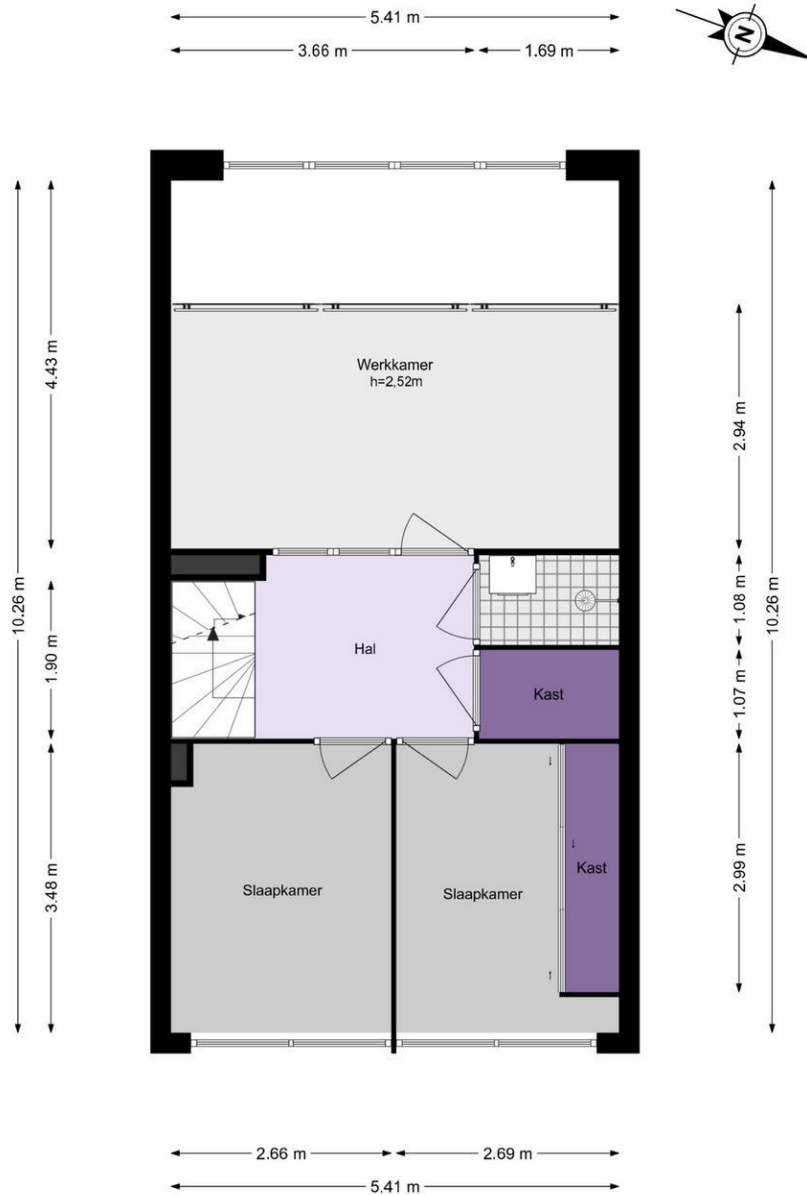 5.41 m
3.66 m
1.69 m
N
4.43 m
10.26 m
1.90 m
3.48 m
Werkkamer
h=2,52m
Hal
Kast
Slaapkamer
Slaapkamer
Kast
2.94 m
1.08 m
10.26 m
1.07 m
2.99 m
2.66 m
2.69 m
5.41 m